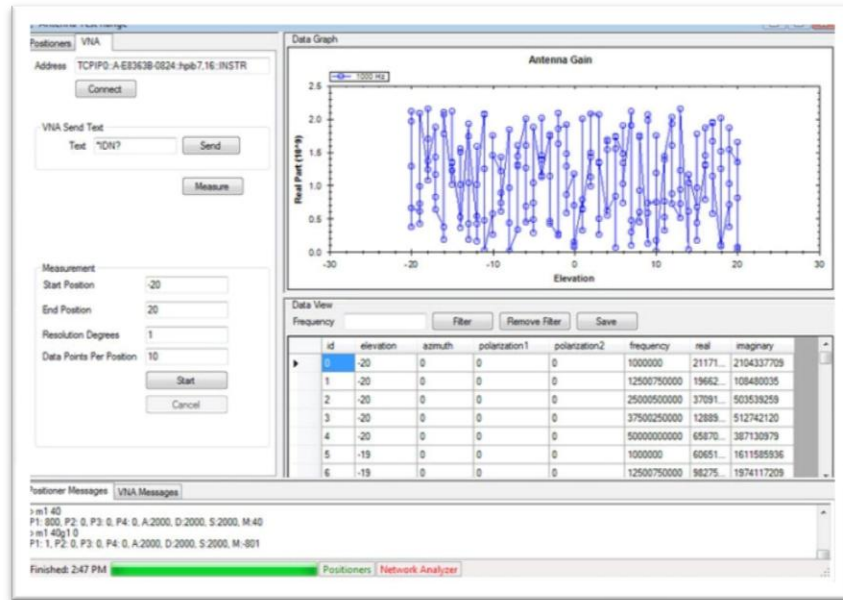 Antenna Test Range
Positioners VNA
Address TCPIP0::A-E8363B-0824::hpib7,16::INSTR
Connect
VNA Send Text
Text *IDN? Send
Measure
Measurement
Start Position -20
End Position 20
Resolution Degrees 1
Data Points Per Position 10
Start
Cancel
Data Graph
Antenna Gain
1000 Hz
Real Part (10^9)
2.5
2.0
1.5
1.0
0.5
0.0
-30 -20 -10 0 10 20 30
Elevation
Data View
Frequency Filter Remove Filter Save
id elevation azimuth polarization1 polarization2 frequency real imaginary
0 -20 0 0 0 1000000 21171... 2104337709
1 -20 0 0 0 12500750000 19662... 108480035
2 -20 0 0 0 25000500000 37091... 503539259
3 -20 0 0 0 37500250000 12889... 512742120
4 -20 0 0 0 50000000000 65870... 387130979
5 -19 0 0 0 1000000 60651... 1611585936
6 -19 0 0 0 12500750000 98275... 1974117209
Positioner Messages VNA Messages
> m1 40
P1: 800, P2: 0, P3: 0, P4: 0, A:2000, D:2000, S:2000, M:40
> m1 40g1 0
P1: 1, P2: 0, P3: 0, P4: 0, A:2000, D:2000, S:2000, M:-801
Finished: 2:47 PM Positioners Network Analyzer